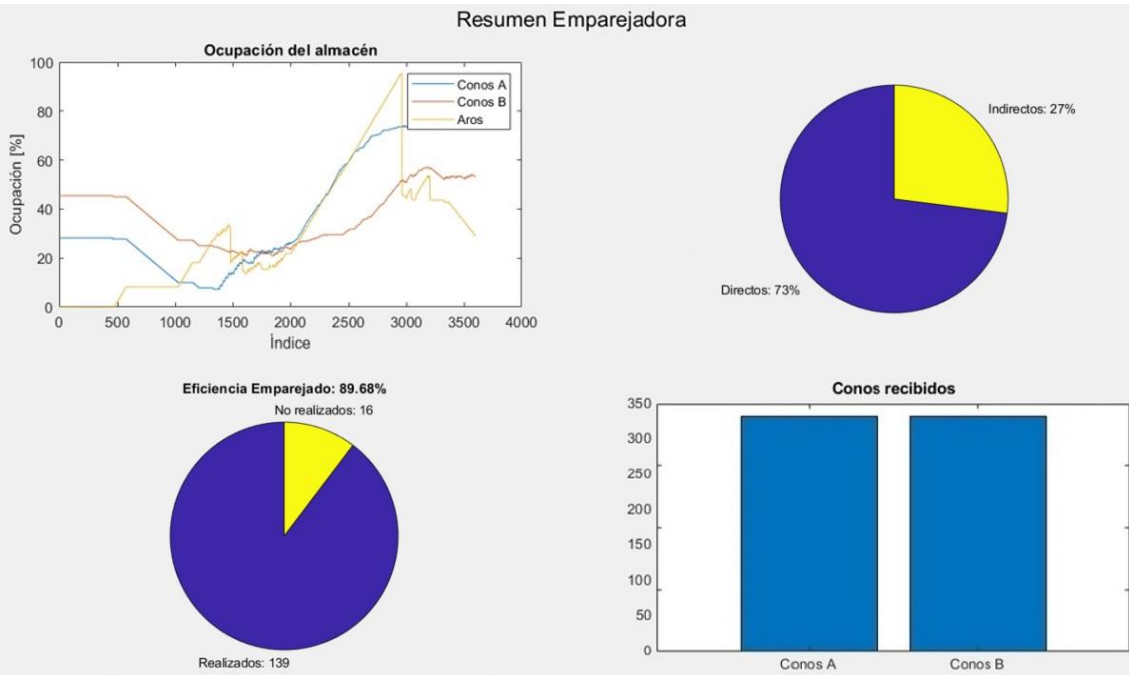 Resumen Emparejadora
Ocupación del almacén
100
80
60
40
20
0
Ocupación [%]
Conos A
Conos B
Aros
0 500 1000 1500 2000 2500 3000 3500 4000
Índice
Indirectos: 27%
Directos: 73%
Eficiencia Emparejado: 89.68%
No realizados: 16
Realizados: 139
Conos recibidos
350
300
250
200
150
100
50
0
Conos A Conos B